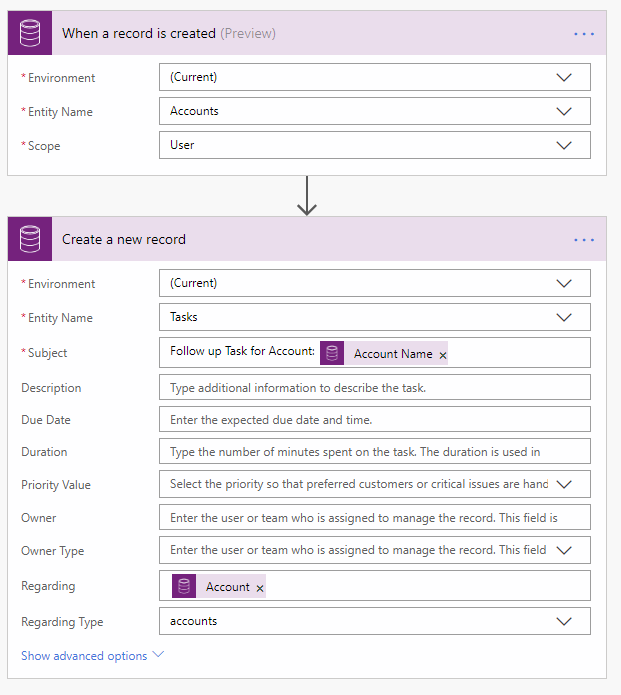 When a record is created (Preview)
* Environment (Current)
* Entity Name Accounts
* Scope User
Create a new record
* Environment (Current)
* Entity Name Tasks
* Subject Follow up Task for Account: Account Name ×
Description Type additional information to describe the task.
Due Date Enter the expected due date and time.
Duration Type the number of minutes spent on the task. The duration is used in
Priority Value Select the priority so that preferred customers or critical issues are hand
Owner Enter the user or team who is assigned to manage the record. This field is
Owner Type Enter the user or team who is assigned to manage the record. This field
Regarding Account ×
Regarding Type accounts
Show advanced options